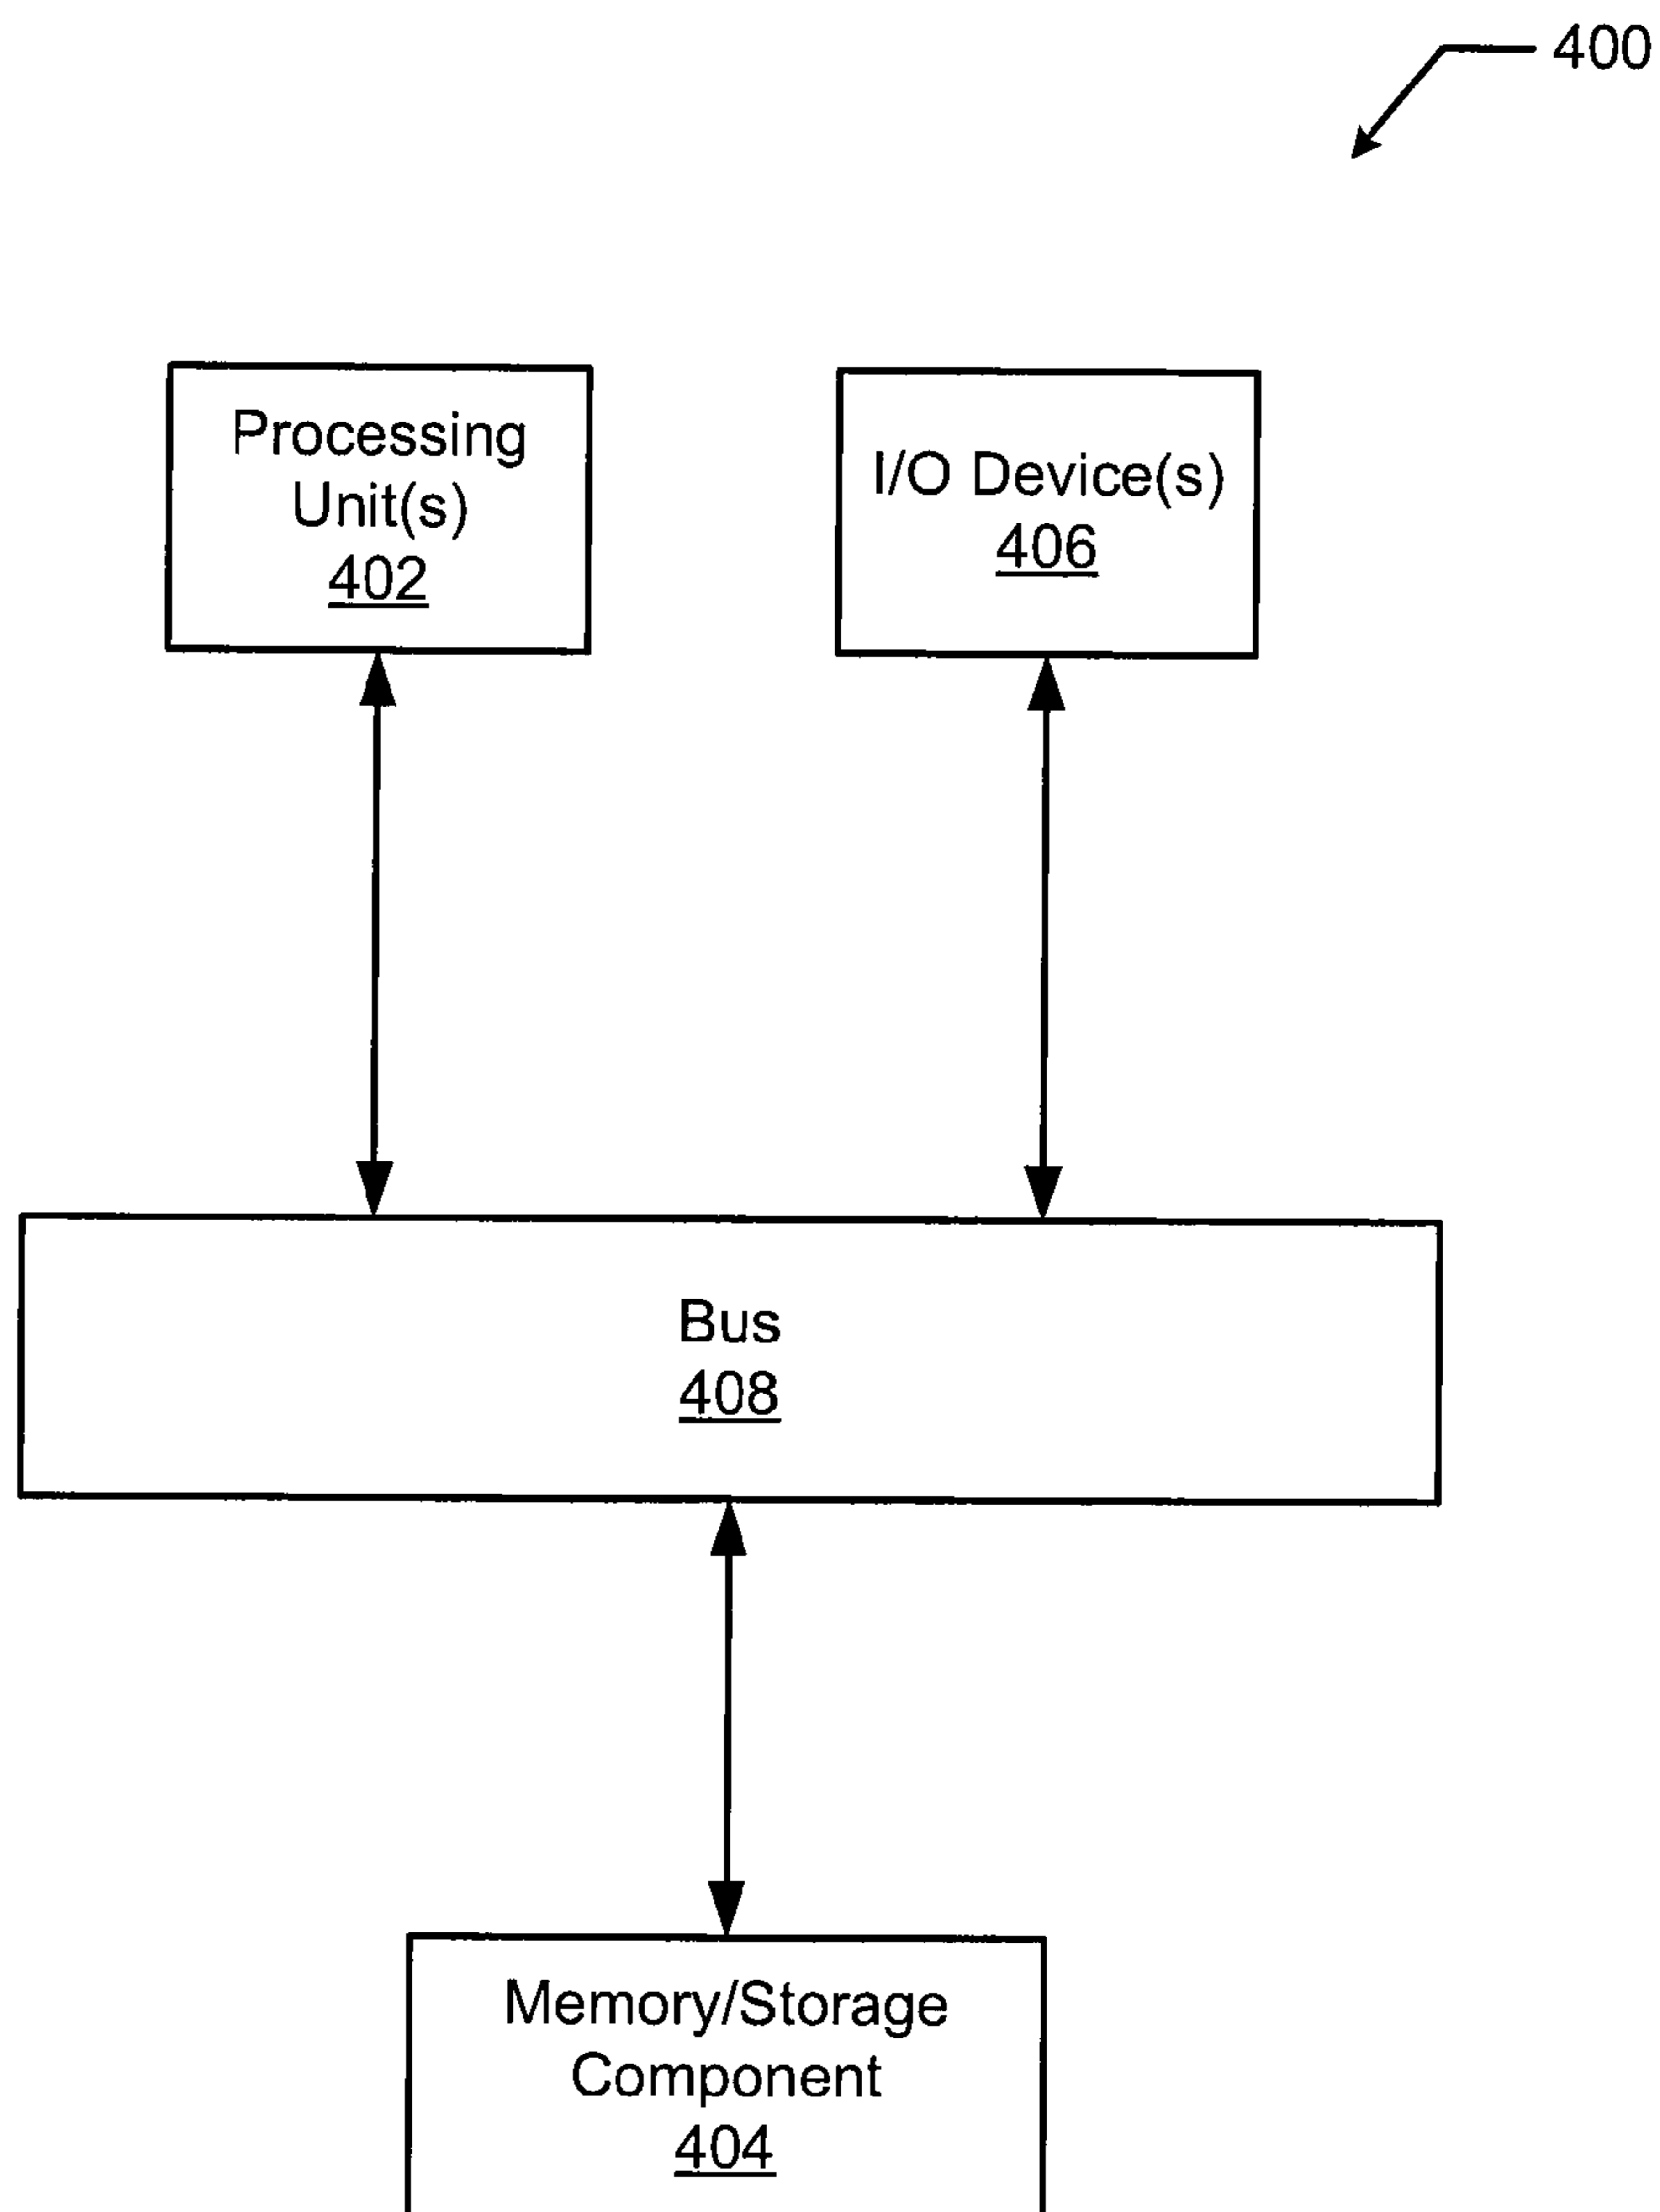 400
Processing
Unit(s)
402
I/O Device(s)
406
Bus
408
Memory/Storage
Component
404